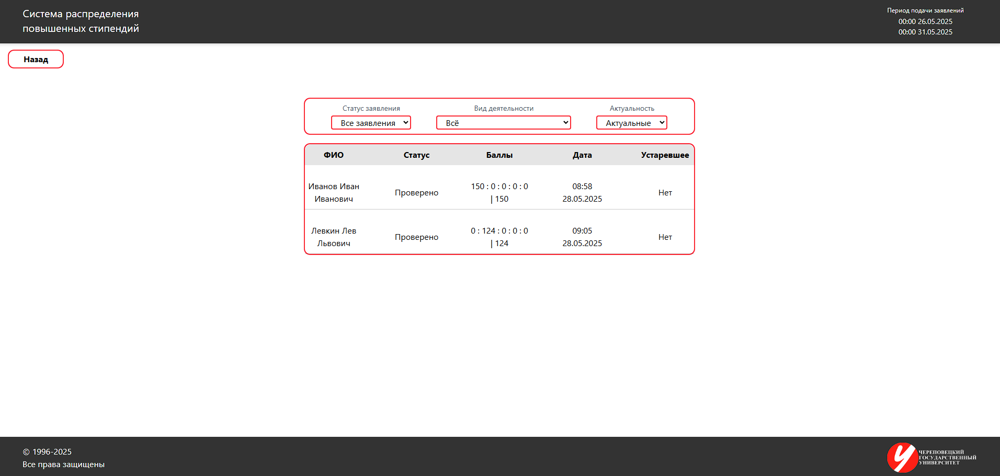 Система распределения
повышенных стипендий
Период подачи заявлений
00:00 26.05.2025
00:00 31.05.2025
Назад
Статус заявления Вид деятельности Актуальность
Все заявления Всё Актуальные
ФИО Статус Баллы Дата Устаревшее
Иванов Иван
Иванович
Проверено
150 : 0 : 0 : 0 : 0
| 150
08:58
28.05.2025
Нет
Левкин Лев
Львович
Проверено
0 : 124 : 0 : 0 : 0
| 124
09:05
28.05.2025
Нет
© 1996-2025
Все права защищены
ЧЕРЕПОВЕЦКИЙ
ГОСУДАРСТВЕННЫЙ
УНИВЕРСИТЕТ